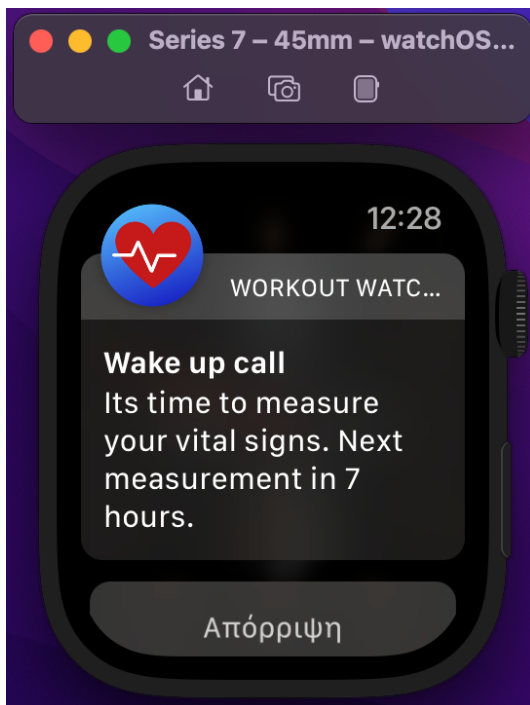 Series 7 – 45mm – watchOS...
12:28
WORKOUT WATC...
Wake up call
Its time to measure
your vital signs. Next
measurement in 7
hours.
Απόρριψη